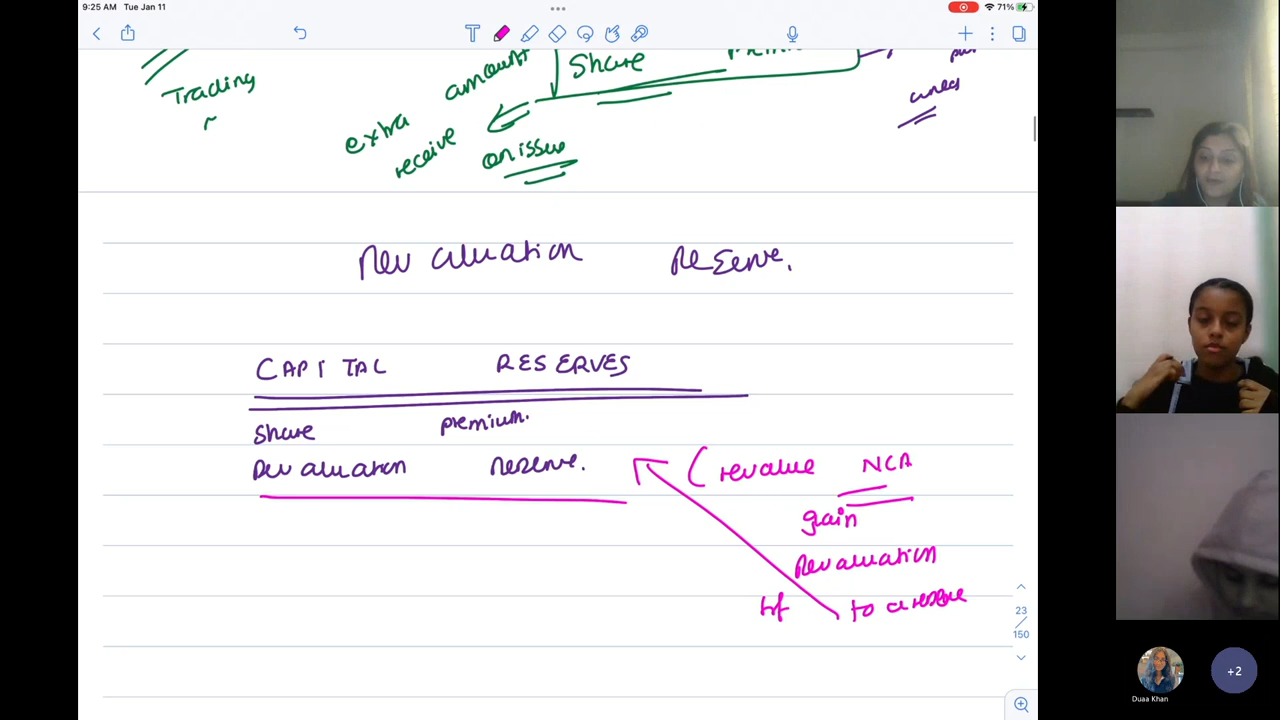 9:25 AM Tue Jan 11
71%
Trading
amount
Share
extra
receive
on issue
Revaluation Reserve.
CAPITAL RESERVES
Share premium.
Revaluation Reserve.
(revalue NCA
gain
Revaluation
trf to a reserve
23
150
Duaa Khan
+2